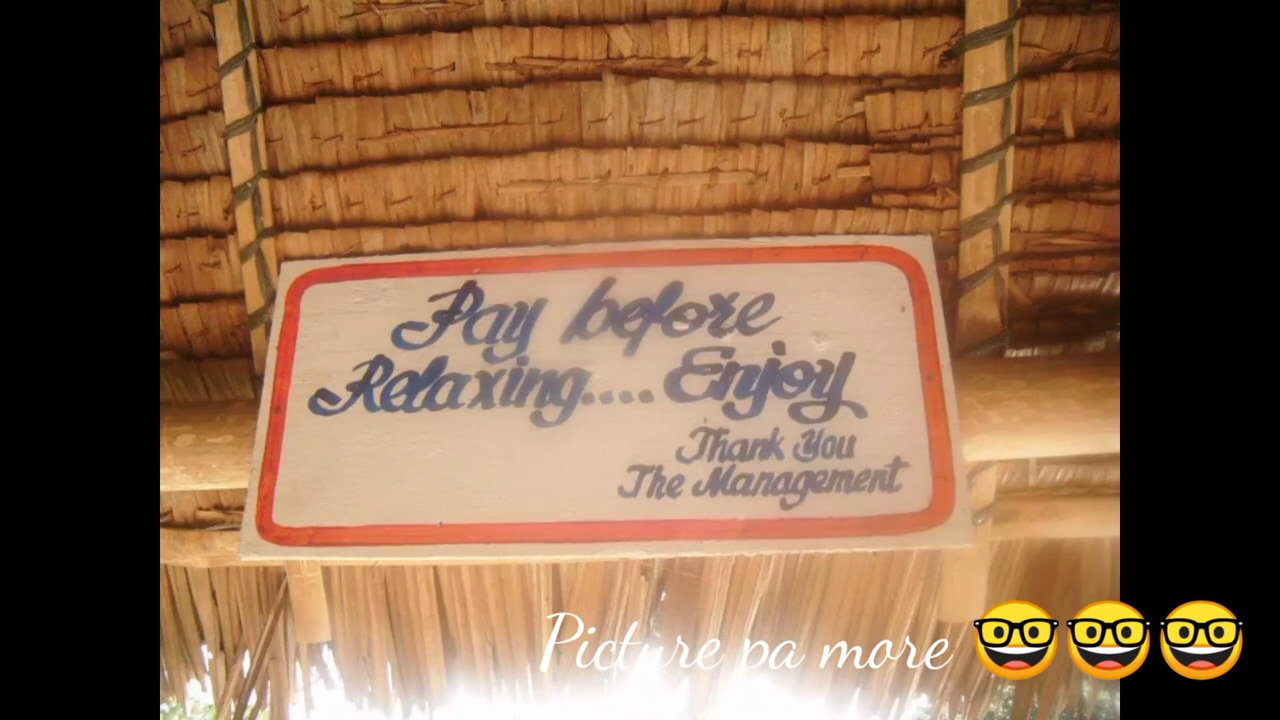 Pay before
Relaxing....Enjoy
Thank You
The Management
Picture pa more 🤓🤓🤓